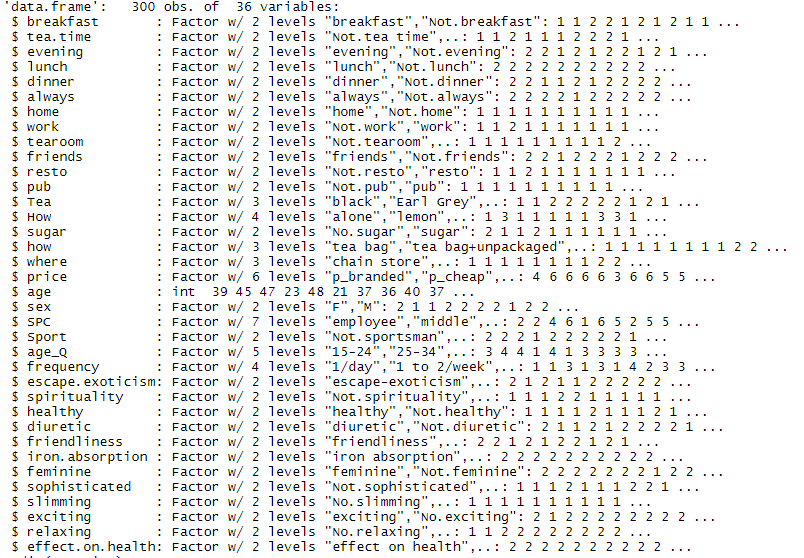 'data.frame':   300 obs. of  36 variables:
 $ breakfast       : Factor w/ 2 levels "breakfast","Not.breakfast": 1 1 2 2 1 2 1 2 1 1 ...
 $ tea.time        : Factor w/ 2 levels "Not.tea time",..: 1 1 2 1 1 1 2 2 2 1 ...
 $ evening         : Factor w/ 2 levels "evening","Not.evening": 2 2 1 2 1 2 2 1 2 1 ...
 $ lunch           : Factor w/ 2 levels "lunch","Not.lunch": 2 2 2 2 2 2 2 2 2 2 ...
 $ dinner          : Factor w/ 2 levels "dinner","Not.dinner": 2 2 1 1 2 1 2 2 2 2 ...
 $ always          : Factor w/ 2 levels "always","Not.always": 2 2 2 2 1 2 2 2 2 2 ...
 $ home            : Factor w/ 2 levels "home","Not.home": 1 1 1 1 1 1 1 1 1 1 ...
 $ work            : Factor w/ 2 levels "Not.work","work": 1 1 2 1 1 1 1 1 1 1 ...
 $ tearoom         : Factor w/ 2 levels "Not.tearoom",..: 1 1 1 1 1 1 1 1 1 2 ...
 $ friends         : Factor w/ 2 levels "friends","Not.friends": 2 2 1 2 2 2 1 2 2 2 ...
 $ resto           : Factor w/ 2 levels "Not.resto","resto": 1 1 2 1 1 1 1 1 1 1 ...
 $ pub             : Factor w/ 2 levels "Not.pub","pub": 1 1 1 1 1 1 1 1 1 1 ...
 $ Tea             : Factor w/ 3 levels "black","Earl Grey",..: 1 1 2 2 2 2 2 1 2 1 ...
 $ How             : Factor w/ 4 levels "alone","lemon",..: 1 3 1 1 1 1 1 3 3 1 ...
 $ sugar           : Factor w/ 2 levels "No.sugar","sugar": 2 1 1 2 1 1 1 1 1 1 ...
 $ how             : Factor w/ 3 levels "tea bag","tea bag+unpackaged",..: 1 1 1 1 1 1 1 1 2 2 ...
 $ where           : Factor w/ 3 levels "chain store",..: 1 1 1 1 1 1 1 1 2 2 ...
 $ price           : Factor w/ 6 levels "p_branded","p_cheap",..: 4 6 6 6 6 3 6 6 5 5 ...
 $ age             : int  39 45 47 23 48 21 37 36 40 37 ...
 $ sex             : Factor w/ 2 levels "F","M": 2 1 1 2 2 2 2 1 2 2 ...
 $ SPC             : Factor w/ 7 levels "employee","middle",..: 2 2 4 6 1 6 5 2 5 5 ...
 $ Sport           : Factor w/ 2 levels "Not.sportsman",..: 2 2 2 1 2 2 2 2 2 1 ...
 $ age_Q           : Factor w/ 5 levels "15-24","25-34",..: 3 4 4 1 4 1 3 3 3 3 ...
 $ frequency       : Factor w/ 4 levels "1/day","1 to 2/week",..: 1 1 3 1 3 1 4 2 3 3 ...
 $ escape.exoticism: Factor w/ 2 levels "escape-exoticism",..: 2 1 2 1 1 2 2 2 2 2 ...
 $ spirituality    : Factor w/ 2 levels "Not.spirituality",..: 1 1 1 2 2 1 1 1 1 1 ...
 $ healthy         : Factor w/ 2 levels "healthy","Not.healthy": 1 1 1 1 2 1 1 1 2 1 ...
 $ diuretic        : Factor w/ 2 levels "diuretic","Not.diuretic": 2 1 1 2 1 2 2 2 2 1 ...
 $ friendliness    : Factor w/ 2 levels "friendliness",..: 2 2 1 2 1 2 2 1 2 1 ...
 $ iron.absorption : Factor w/ 2 levels "iron absorption",..: 2 2 2 2 2 2 2 2 2 2 ...
 $ feminine        : Factor w/ 2 levels "feminine","Not.feminine": 2 2 2 2 2 2 2 1 2 2 ...
 $ sophisticated   : Factor w/ 2 levels "Not.sophisticated",..: 1 1 1 2 1 1 1 2 2 1 ...
 $ slimming        : Factor w/ 2 levels "No.slimming",..: 1 1 1 1 1 1 1 1 1 1 ...
 $ exciting        : Factor w/ 2 levels "exciting","No.exciting": 2 1 2 2 2 2 2 2 2 2 ...
 $ relaxing        : Factor w/ 2 levels "No.relaxing",..: 1 1 2 2 2 2 2 2 2 2 ...
 $ effect.on.health: Factor w/ 2 levels "effect on health",..: 2 2 2 2 2 2 2 2 2 2 ...